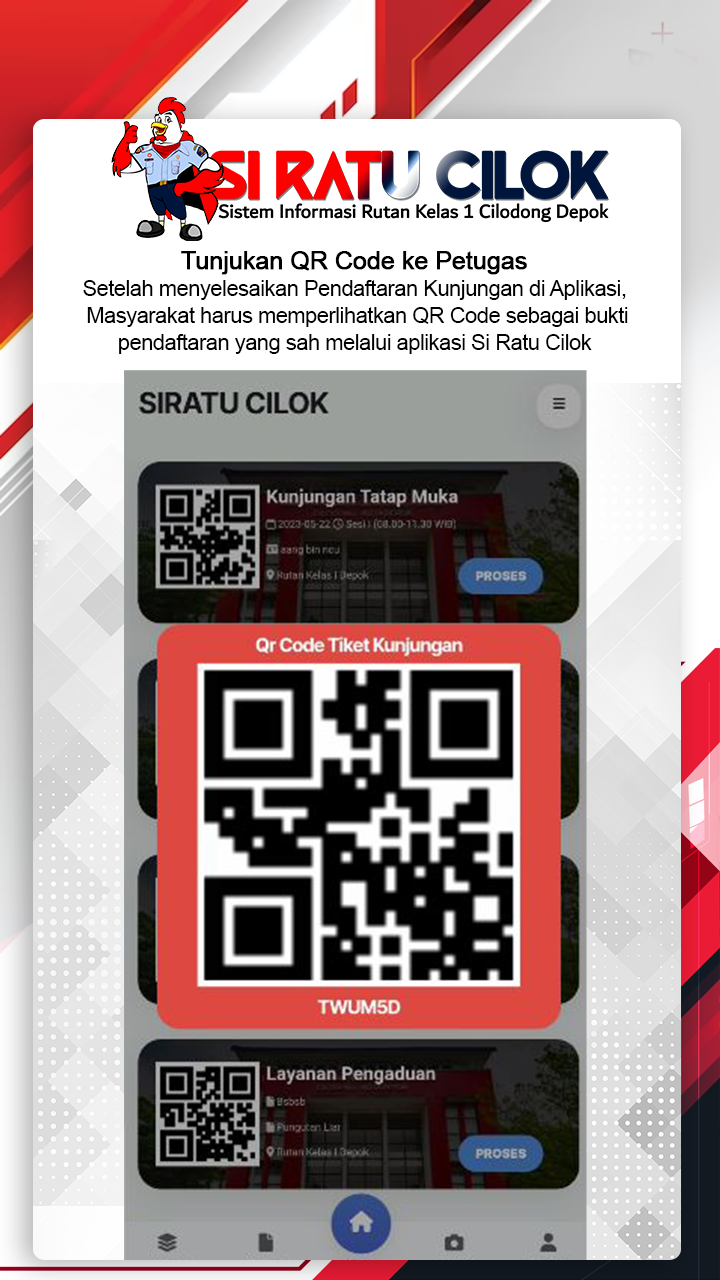 SI RATU CILOK
Sistem Informasi Rutan Kelas 1 Cilodong Depok
Tunjukan QR Code ke Petugas
Setelah menyelesaikan Pendaftaran Kunjungan di Aplikasi,
Masyarakat harus memperlihatkan QR Code sebagai bukti
pendaftaran yang sah melalui aplikasi Si Ratu Cilok
SIRATU CILOK
Kunjungan Tatap Muka
2023-05-22 Sesi I (08.00-11.30 WIB)
aang bin
Rutan Kelas I Depok
PROSES
Qr Code Tiket Kunjungan
TWUM5D
Layanan Pengaduan
Bsbsb
Pungutan Liar
Rutan Kelas I Depok
PROSES